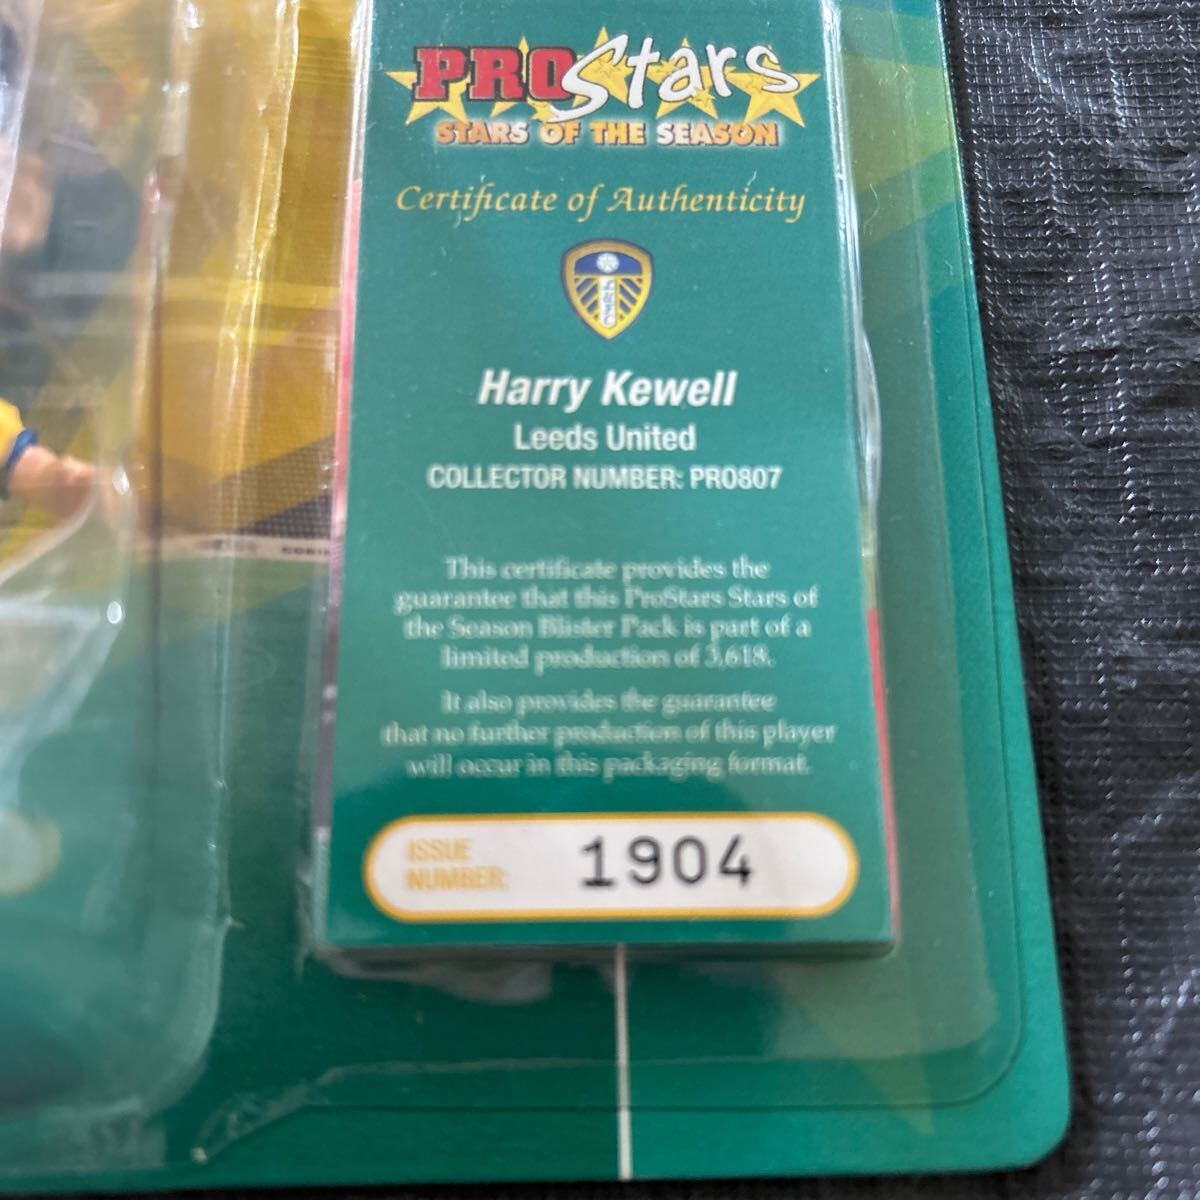 PROStars
STARS OF THE SEASON
Certificate of Authenticity
LUFC
Harry Kewell
Leeds United
COLLECTOR NUMBER: PRO807
This certificate provides the
guarantee that this ProStars Stars of
the Season Blister Pack is part of a
limited production of 3,618.
It also provides the guarantee
that no further production of this player
will occur in this packaging format.
ISSUE
NUMBER:
1904